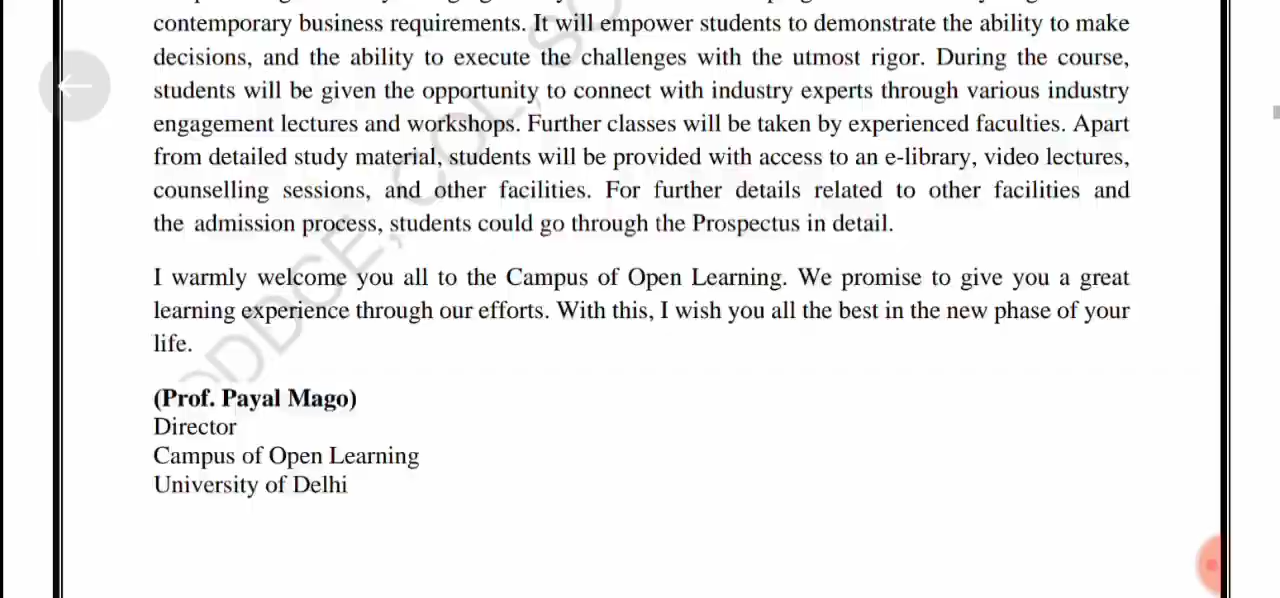 contemporary business requirements. It will empower students to demonstrate the ability to make
decisions, and the ability to execute the challenges with the utmost rigor. During the course,
students will be given the opportunity to connect with industry experts through various industry
engagement lectures and workshops. Further classes will be taken by experienced faculties. Apart
from detailed study material, students will be provided with access to an e-library, video lectures,
counselling sessions, and other facilities. For further details related to other facilities and
the admission process, students could go through the Prospectus in detail.
I warmly welcome you all to the Campus of Open Learning. We promise to give you a great
learning experience through our efforts. With this, I wish you all the best in the new phase of your
life.
(Prof. Payal Mago)
Director
Campus of Open Learning
University of Delhi